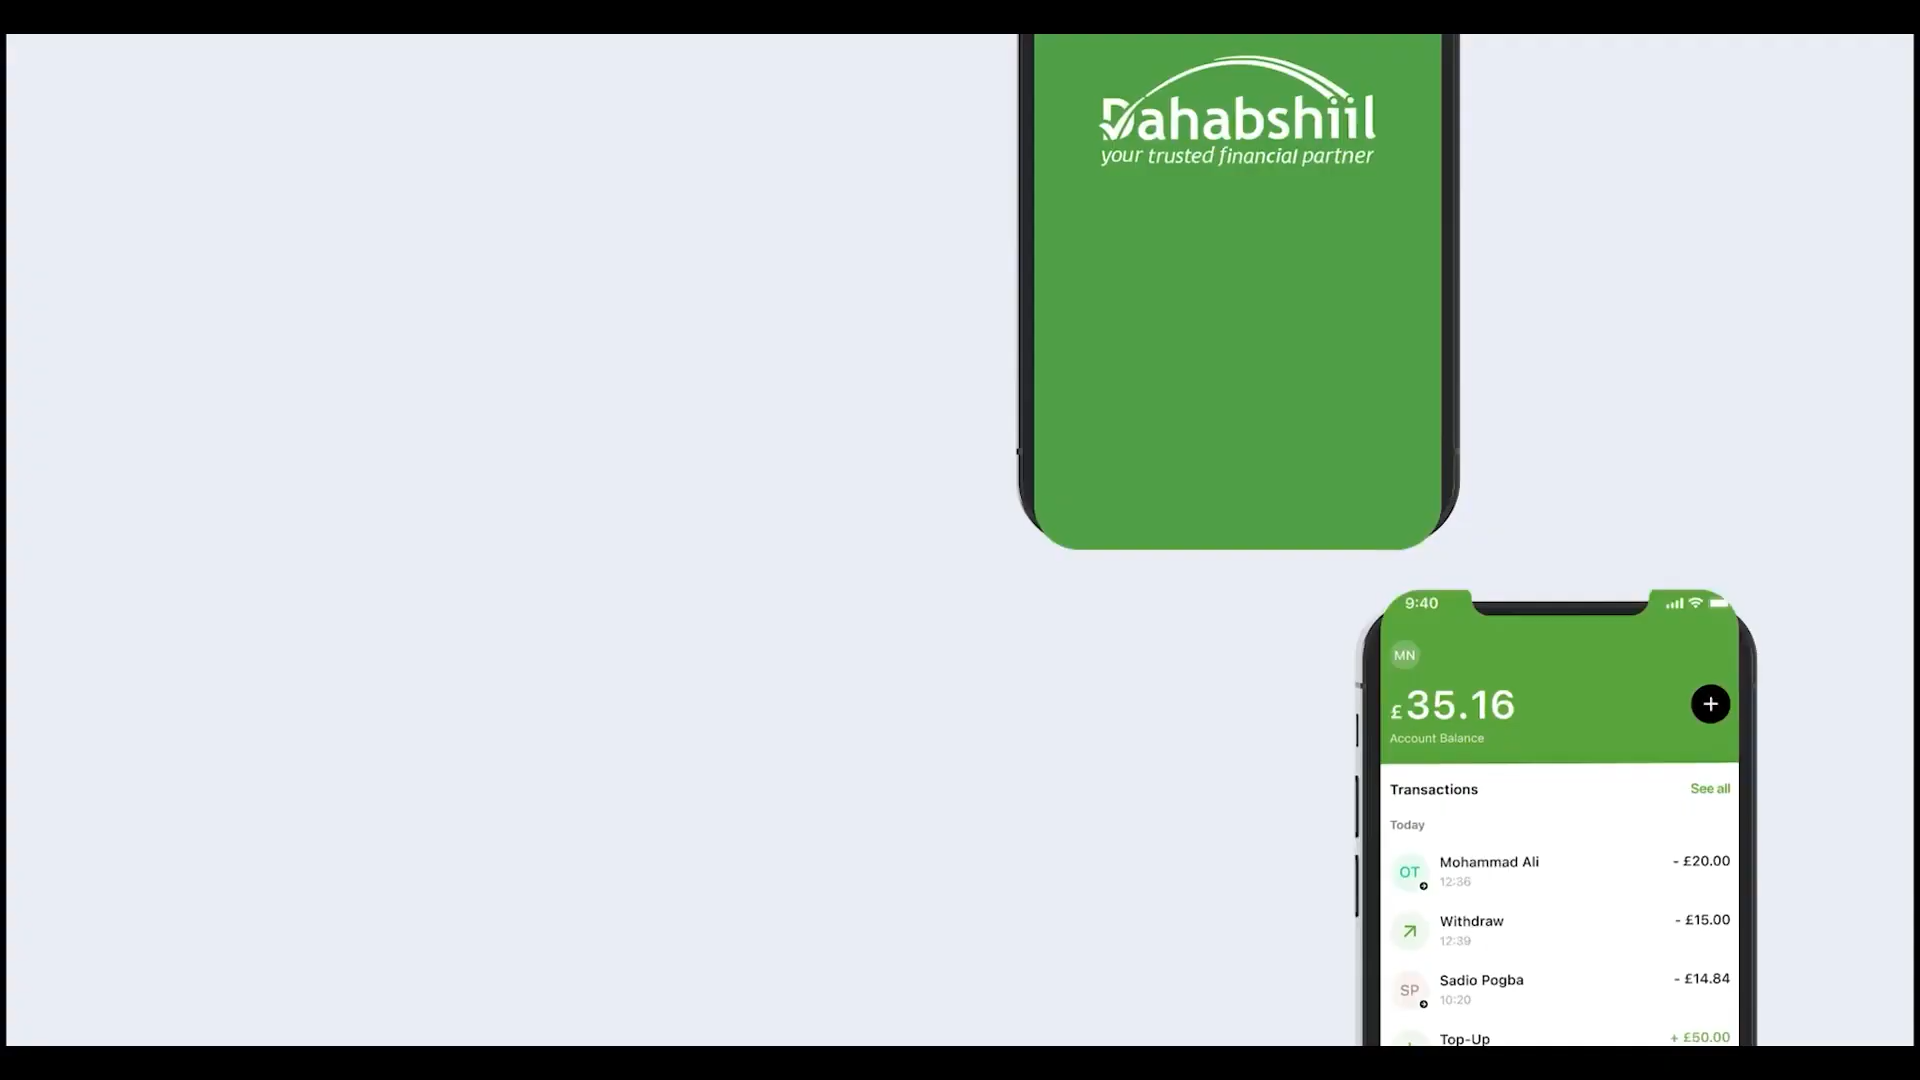 Dahabshiil
your trusted financial partner
9:40
MN
£35.16
Account Balance
Transactions See all
Today
OT Mohammad Ali - £20.00
12:36
Withdraw - £15.00
12:39
SP Sadio Pogba - £14.84
10:20
Top-Up + £50.00